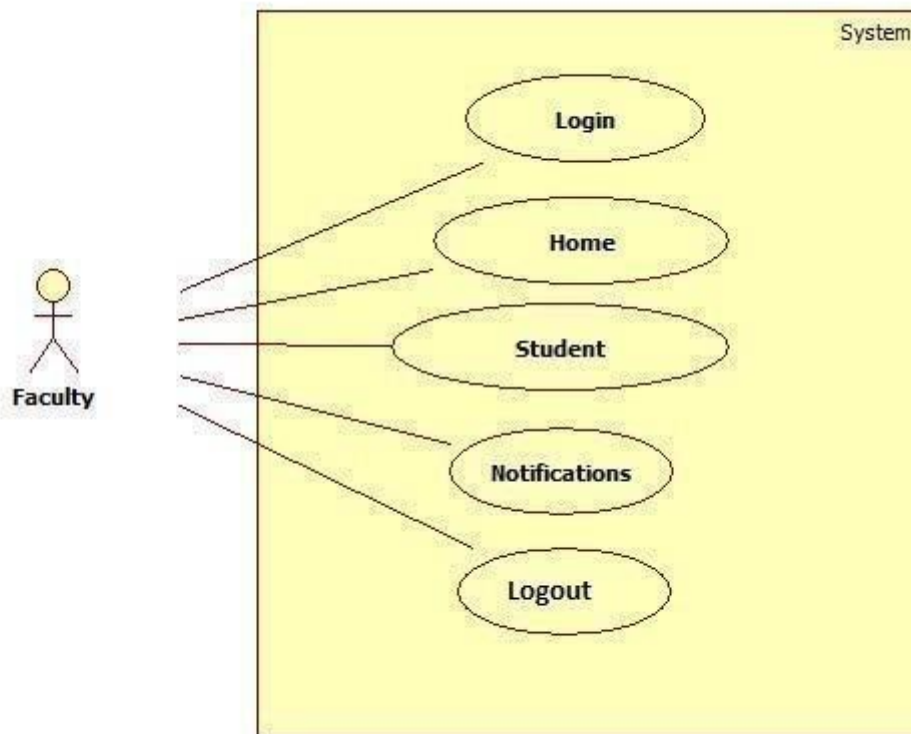 System
Login
Home
Student
Faculty
Notifications
Logout